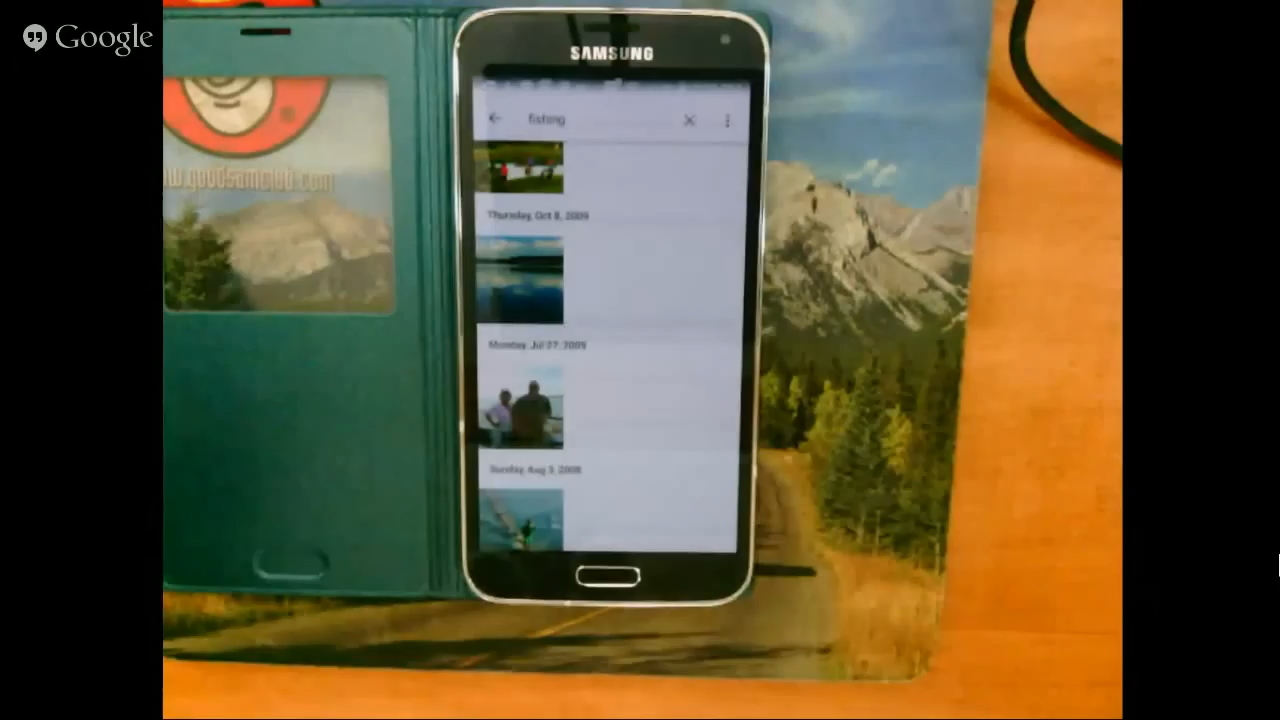 Google
SAMSUNG
fishing
www.goodsamclub.com
Thursday, Oct 8, 2009
Monday, Jul 27, 2009
Sunday, Aug 3, 2008